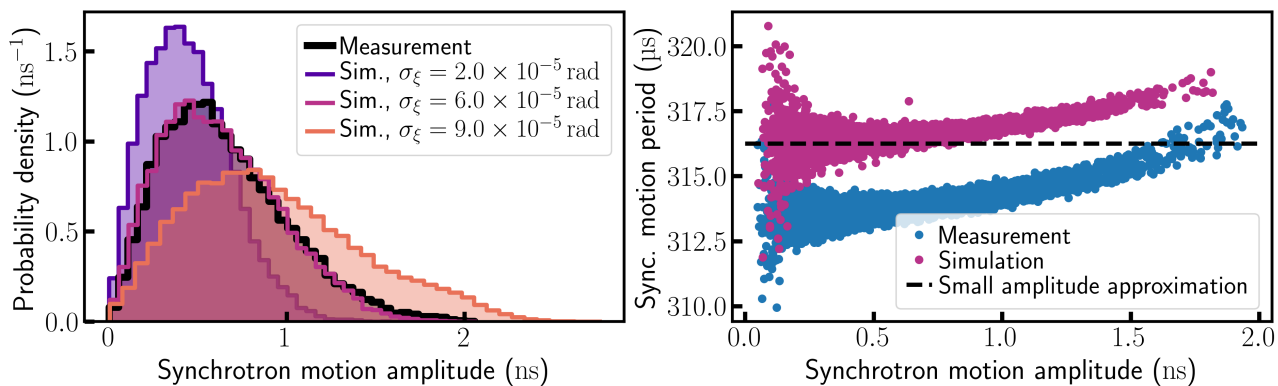 Probability density (ns⁻¹)
1.5
1.0
0.5
0.0
0
1
2
Synchrotron motion amplitude (ns)
Measurement
Sim., σ_ξ = 2.0 × 10⁻⁵ rad
Sim., σ_ξ = 6.0 × 10⁻⁵ rad
Sim., σ_ξ = 9.0 × 10⁻⁵ rad
Sync. motion period (µs)
320.0
317.5
315.0
312.5
310.0
0.0
0.5
1.0
1.5
2.0
Synchrotron motion amplitude (ns)
Measurement
Simulation
Small amplitude approximation